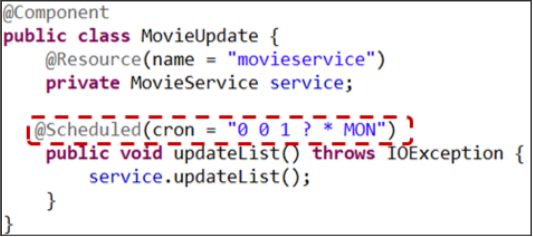 @Component
public class MovieUpdate {
    @Resource(name = "movieservice")
    private MovieService service;
    @Scheduled(cron = "0 0 1 ? * MON")
    public void updateList() throws IOException {
        service.updateList();
    }
}